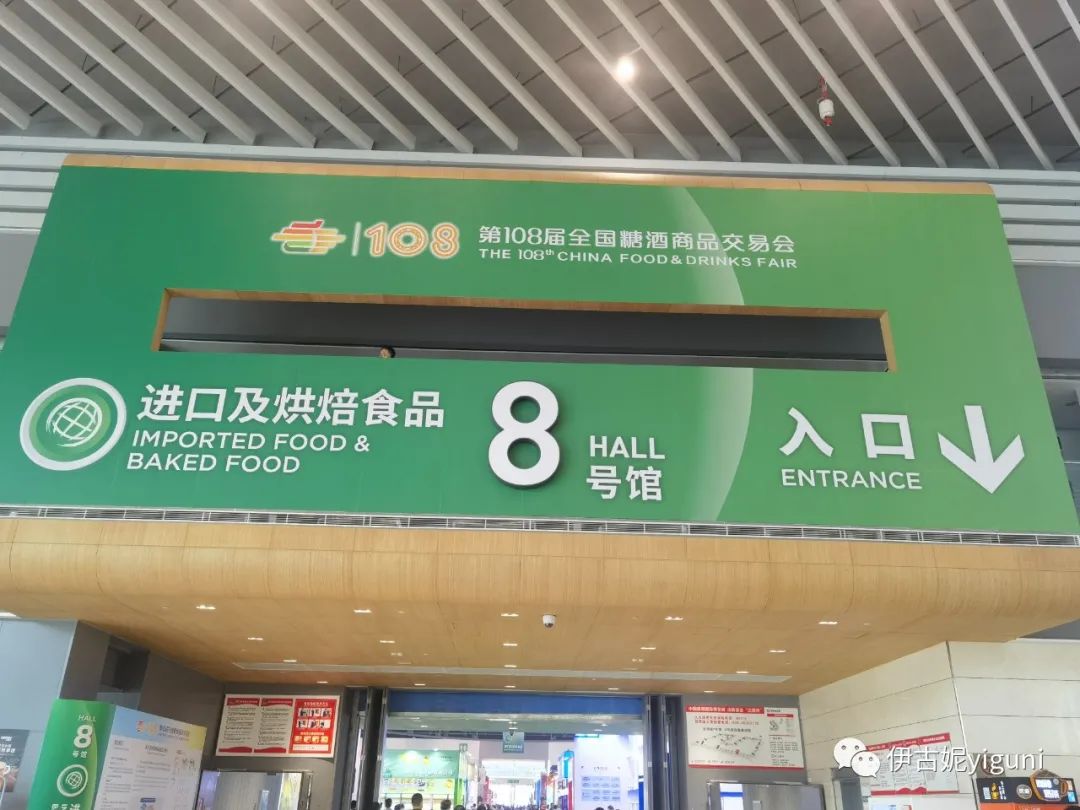 108 第108届全国糖酒商品交易会
THE 108th CHINA FOOD & DRINKS FAIR
进口及烘焙食品
IMPORTED FOOD &
BAKED FOOD
8
HALL
号馆
入口
ENTRANCE
HALL
8
号馆
伊古妮yiguni